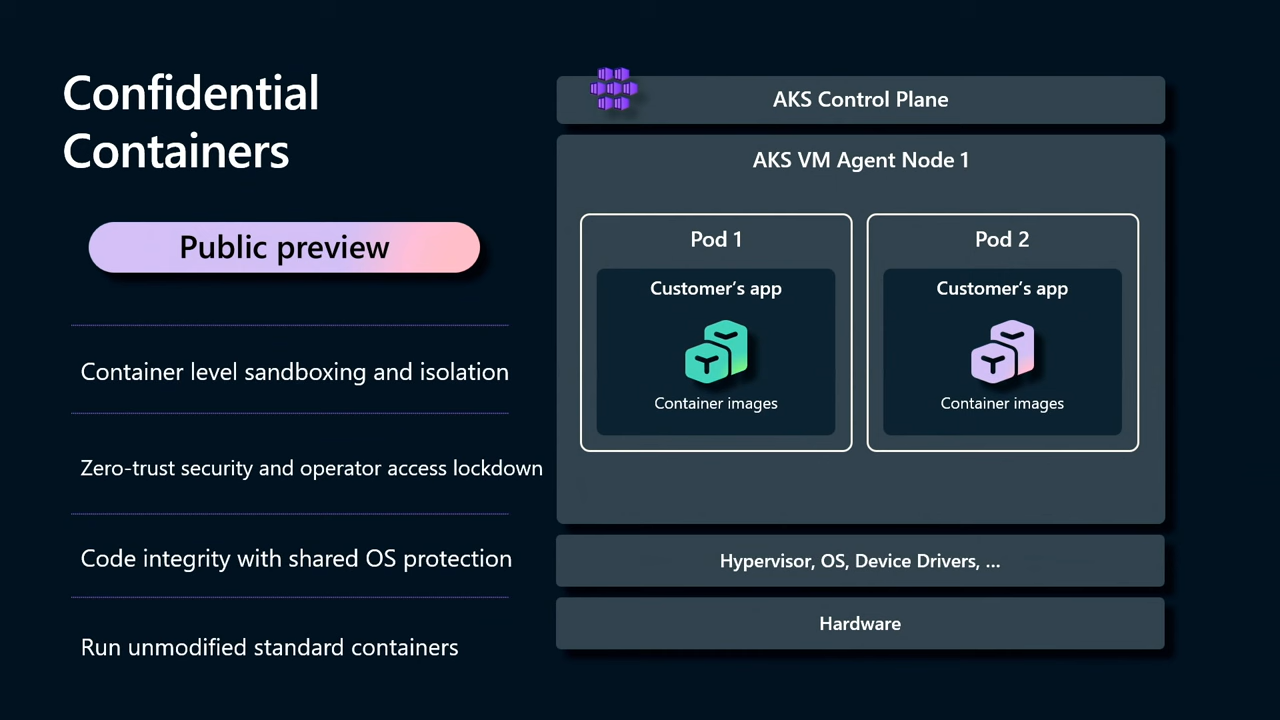 Confidential
Containers
Public preview
Container level sandboxing and isolation
Zero-trust security and operator access lockdown
Code integrity with shared OS protection
Run unmodified standard containers
AKS Control Plane
AKS VM Agent Node 1
Pod 1
Customer’s app
Container images
Pod 2
Customer’s app
Container images
Hypervisor, OS, Device Drivers, ...
Hardware